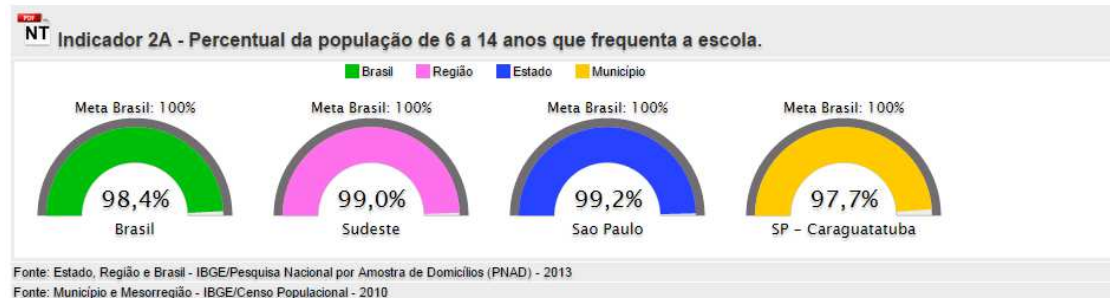 PDF
NT Indicador 2A - Percentual da população de 6 a 14 anos que frequenta a escola.
Brasil Região Estado Município
Meta Brasil: 100% Meta Brasil: 100% Meta Brasil: 100% Meta Brasil: 100%
98,4% 99,0% 99,2% 97,7%
Brasil Sudeste Sao Paulo SP - Caraguatatuba
Fonte: Estado, Região e Brasil - IBGE/Pesquisa Nacional por Amostra de Domicílios (PNAD) - 2013
Fonte: Município e Mesorregião - IBGE/Censo Populacional - 2010